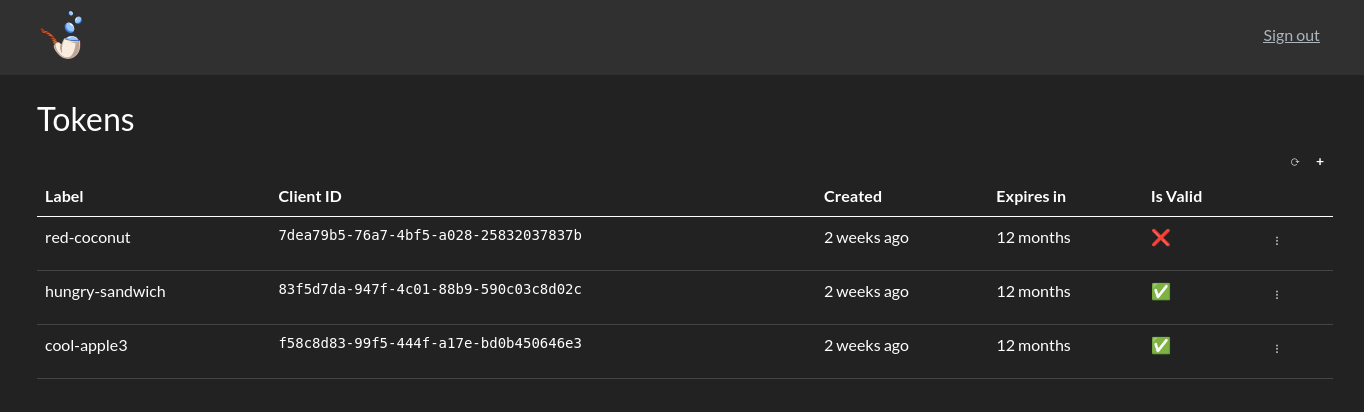 Sign out
Tokens
Label Client ID Created Expires in Is Valid
red-coconut 7dea79b5-76a7-4bf5-a028-25832037837b 2 weeks ago 12 months
hungry-sandwich 83f5d7da-947f-4c01-88b9-590c03c8d02c 2 weeks ago 12 months
cool-apple3 f58c8d83-99f5-444f-a17e-bd0b450646e3 2 weeks ago 12 months